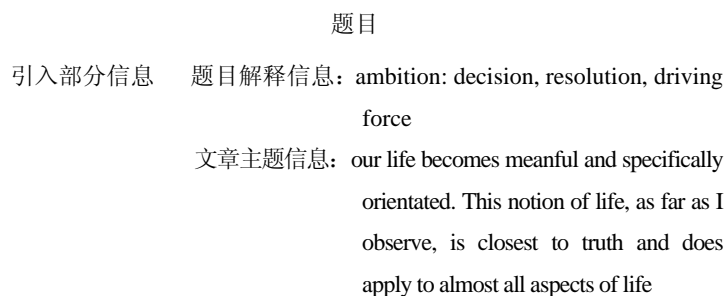 题目
引入部分信息 题目解释信息：ambition: decision, resolution, driving
force
文章主题信息：our life becomes meanful and specifically
orientated. This notion of life, as far as I
observe, is closest to truth and does
apply to almost all aspects of life